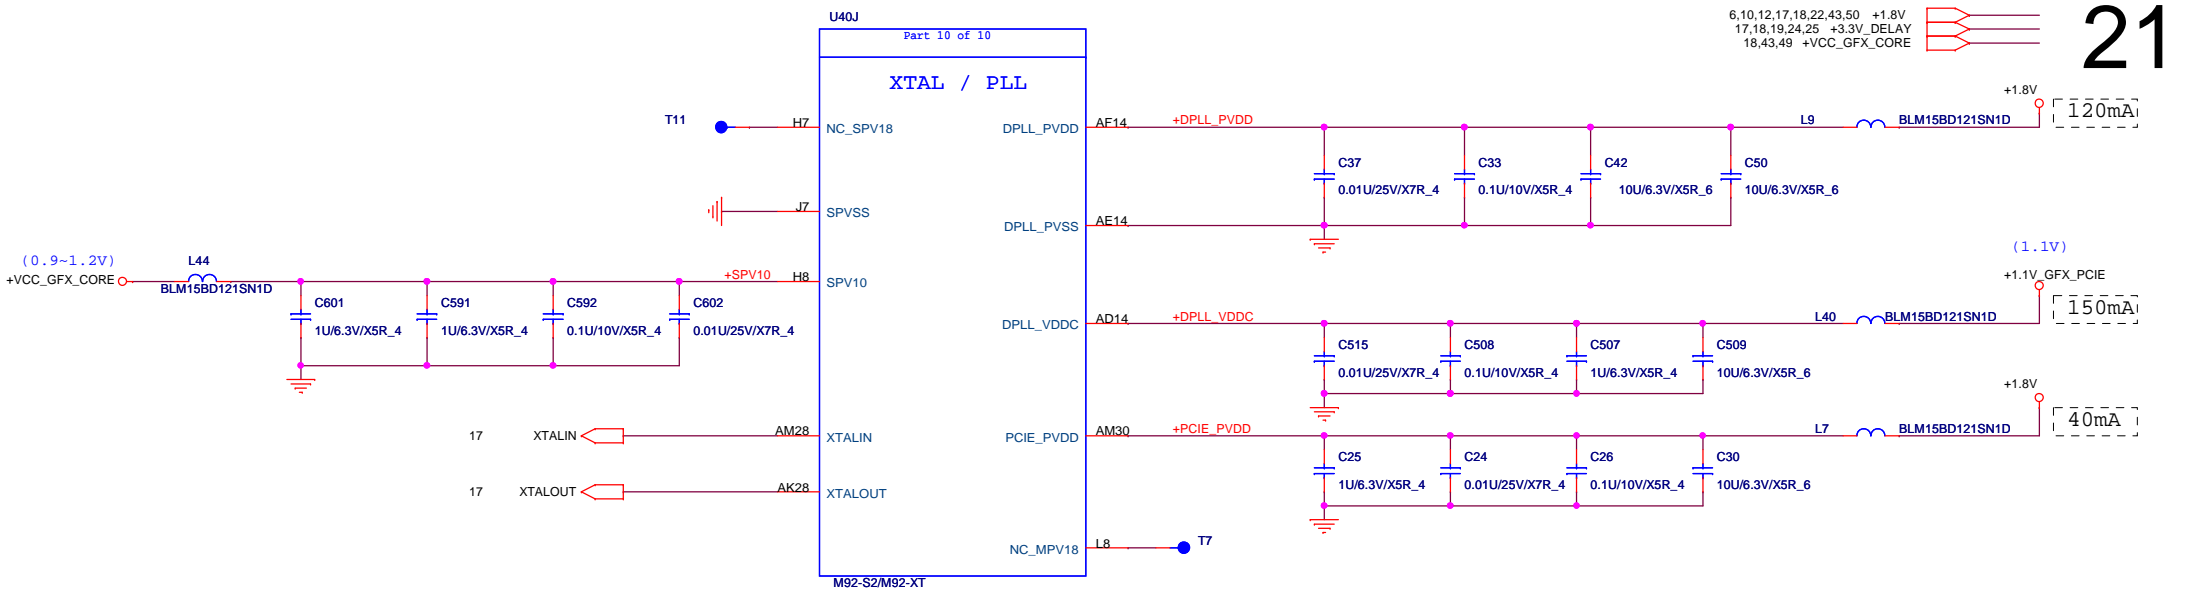 U40J
Part 10 of 10
XTAL / PLL
6,10,12,17,18,22,43,50 +1.8V
17,18,19,24,25 +3.3V_DELAY
18,43,49 +VCC_GFX_CORE
21
T11
H7
NC_SPV18
DPLL_PVDD
AF14
+DPLL_PVDD
L9
BLM15BD121SN1D
+1.8V
120mA
C37
0.01U/25V/X7R_4
C33
0.1U/10V/X5R_4
C42
10U/6.3V/X5R_6
C50
10U/6.3V/X5R_6
J7
SPVSS
DPLL_PVSS
AE14
(0.9~1.2V)
+VCC_GFX_CORE
L44
BLM15BD121SN1D
+SPV10
H8
SPV10
C601
1U/6.3V/X5R_4
C591
1U/6.3V/X5R_4
C592
0.1U/10V/X5R_4
C602
0.01U/25V/X7R_4
DPLL_VDDC
AD14
+DPLL_VDDC
L40
BLM15BD121SN1D
(1.1V)
+1.1V_GFX_PCIE
150mA
C515
0.01U/25V/X7R_4
C508
0.1U/10V/X5R_4
C507
1U/6.3V/X5R_4
C509
10U/6.3V/X5R_6
17 XTALIN
AM28
XTALIN
PCIE_PVDD
AM30
+PCIE_PVDD
L7
BLM15BD121SN1D
+1.8V
40mA
C25
1U/6.3V/X5R_4
C24
0.01U/25V/X7R_4
C26
0.1U/10V/X5R_4
C30
10U/6.3V/X5R_6
17 XTALOUT
AK28
XTALOUT
NC_MPV18
L8
T7
M92-S2/M92-XT